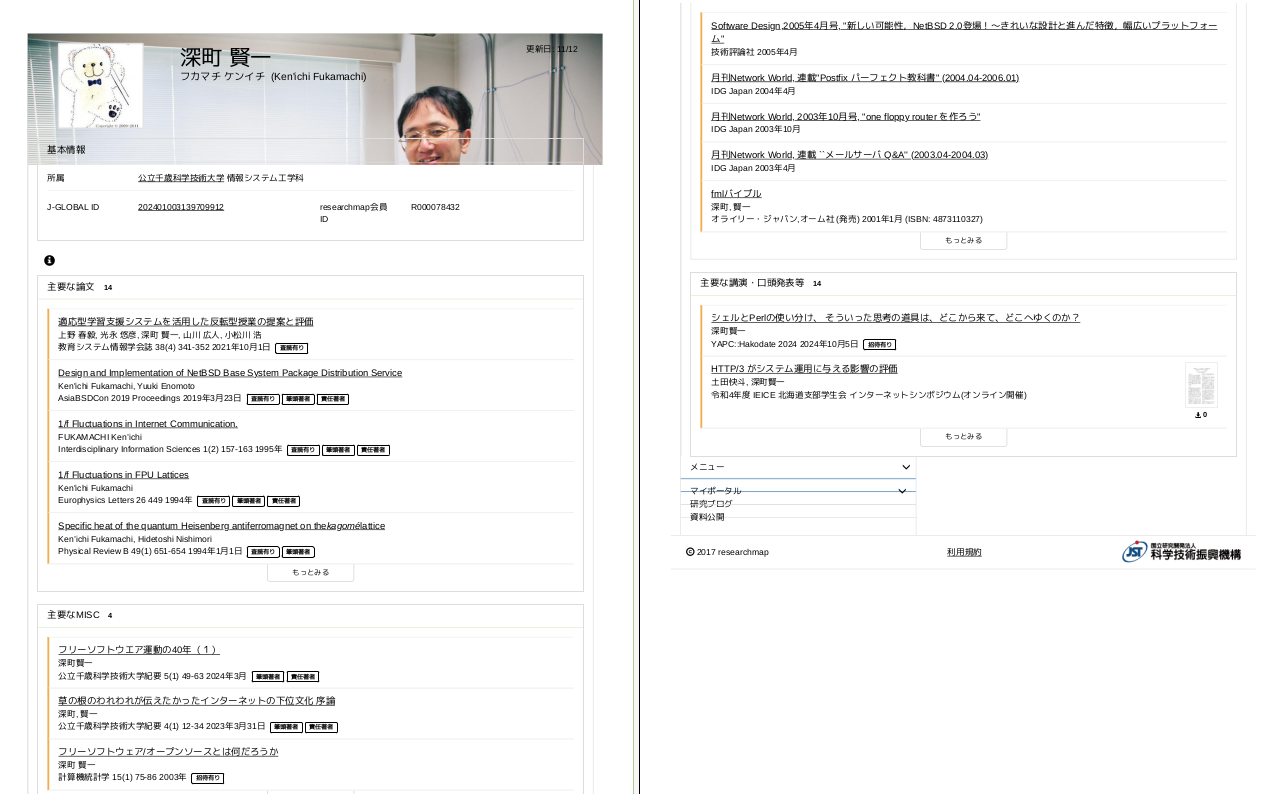 深町 賢一
フカマチ ケンイチ (Ken'ichi Fukamachi)
更新日: 11/12
基本情報
所属 公立千歳科学技術大学 情報システム工学科
J-GLOBAL ID 202401003139709912 researchmap会員ID R000078432
主要な論文 14
適応型学習支援システムを活用した反転型授業の提案と評価
上野 春毅, 光永 悠彦, 深町 賢一, 山川 広人, 小松川 浩
教育システム情報学会誌 38(4) 341-352 2021年10月1日 査読有り
Design and Implementation of NetBSD Base System Package Distribution Service
Ken'ichi Fukamachi, Yuuki Enomoto
AsiaBSDCon 2019 Proceedings 2019年3月23日 査読有り 筆頭著者 責任著者
1/f Fluctuations in Internet Communication.
FUKAMACHI Ken'ichi
Interdisciplinary Information Sciences 1(2) 157-163 1995年 査読有り 筆頭著者 責任著者
1/f Fluctuations in FPU Lattices
Ken'ichi Fukamachi
Europhysics Letters 26 449 1994年 査読有り 筆頭著者 責任著者
Specific heat of the quantum Heisenberg antiferromagnet on thekagomélattice
Ken'ichi Fukamachi, Hidetoshi Nishimori
Physical Review B 49(1) 651-654 1994年1月1日 査読有り 筆頭著者
もっとみる
主要なMISC 4
フリーソフトウエア運動の40年（１）
深町賢一
公立千歳科学技術大学紀要 5(1) 49-63 2024年3月 筆頭著者 責任著者
草の根のわれわれが伝えたかったインターネットの下位文化 序論
深町, 賢一
公立千歳科学技術大学紀要 4(1) 12-34 2023年3月31日 筆頭著者 責任著者
フリーソフトウェア/オープンソースとは何だろうか
深町 賢一
計算機統計学 15(1) 75-86 2003年 招待有り
Software Design,2005年4月号, "新しい可能性，NetBSD 2.0登場！～きれいな設計と進んだ特徴，幅広いプラットフォー
ム"
技術評論社 2005年4月
月刊Network World, 連載"Postfix パーフェクト教科書" (2004.04-2006.01)
IDG Japan 2004年4月
月刊Network World, 2003年10月号, "one floppy router を作ろう"
IDG Japan 2003年10月
月刊Network World, 連載 ``メールサーバ Q&A'' (2003.04-2004.03)
IDG Japan 2003年4月
fmlバイブル
深町, 賢一
オライリー・ジャパン,オーム社 (発売) 2001年1月 (ISBN: 4873110327)
もっとみる
主要な講演・口頭発表等 14
シェルとPerlの使い分け、 そういった思考の道具は、どこから来て、どこへゆくのか？
深町賢一
YAPC::Hakodate 2024 2024年10月5日 招待有り
HTTP/3 がシステム運用に与える影響の評価
土田快斗, 深町賢一
令和4年度 IEICE 北海道支部学生会 インターネットシンポジウム(オンライン開催)
0
もっとみる
メニュー
マイポータル
研究ブログ
資料公開
© 2017 researchmap
利用規約
JST 国立研究開発法人
科学技術振興機構